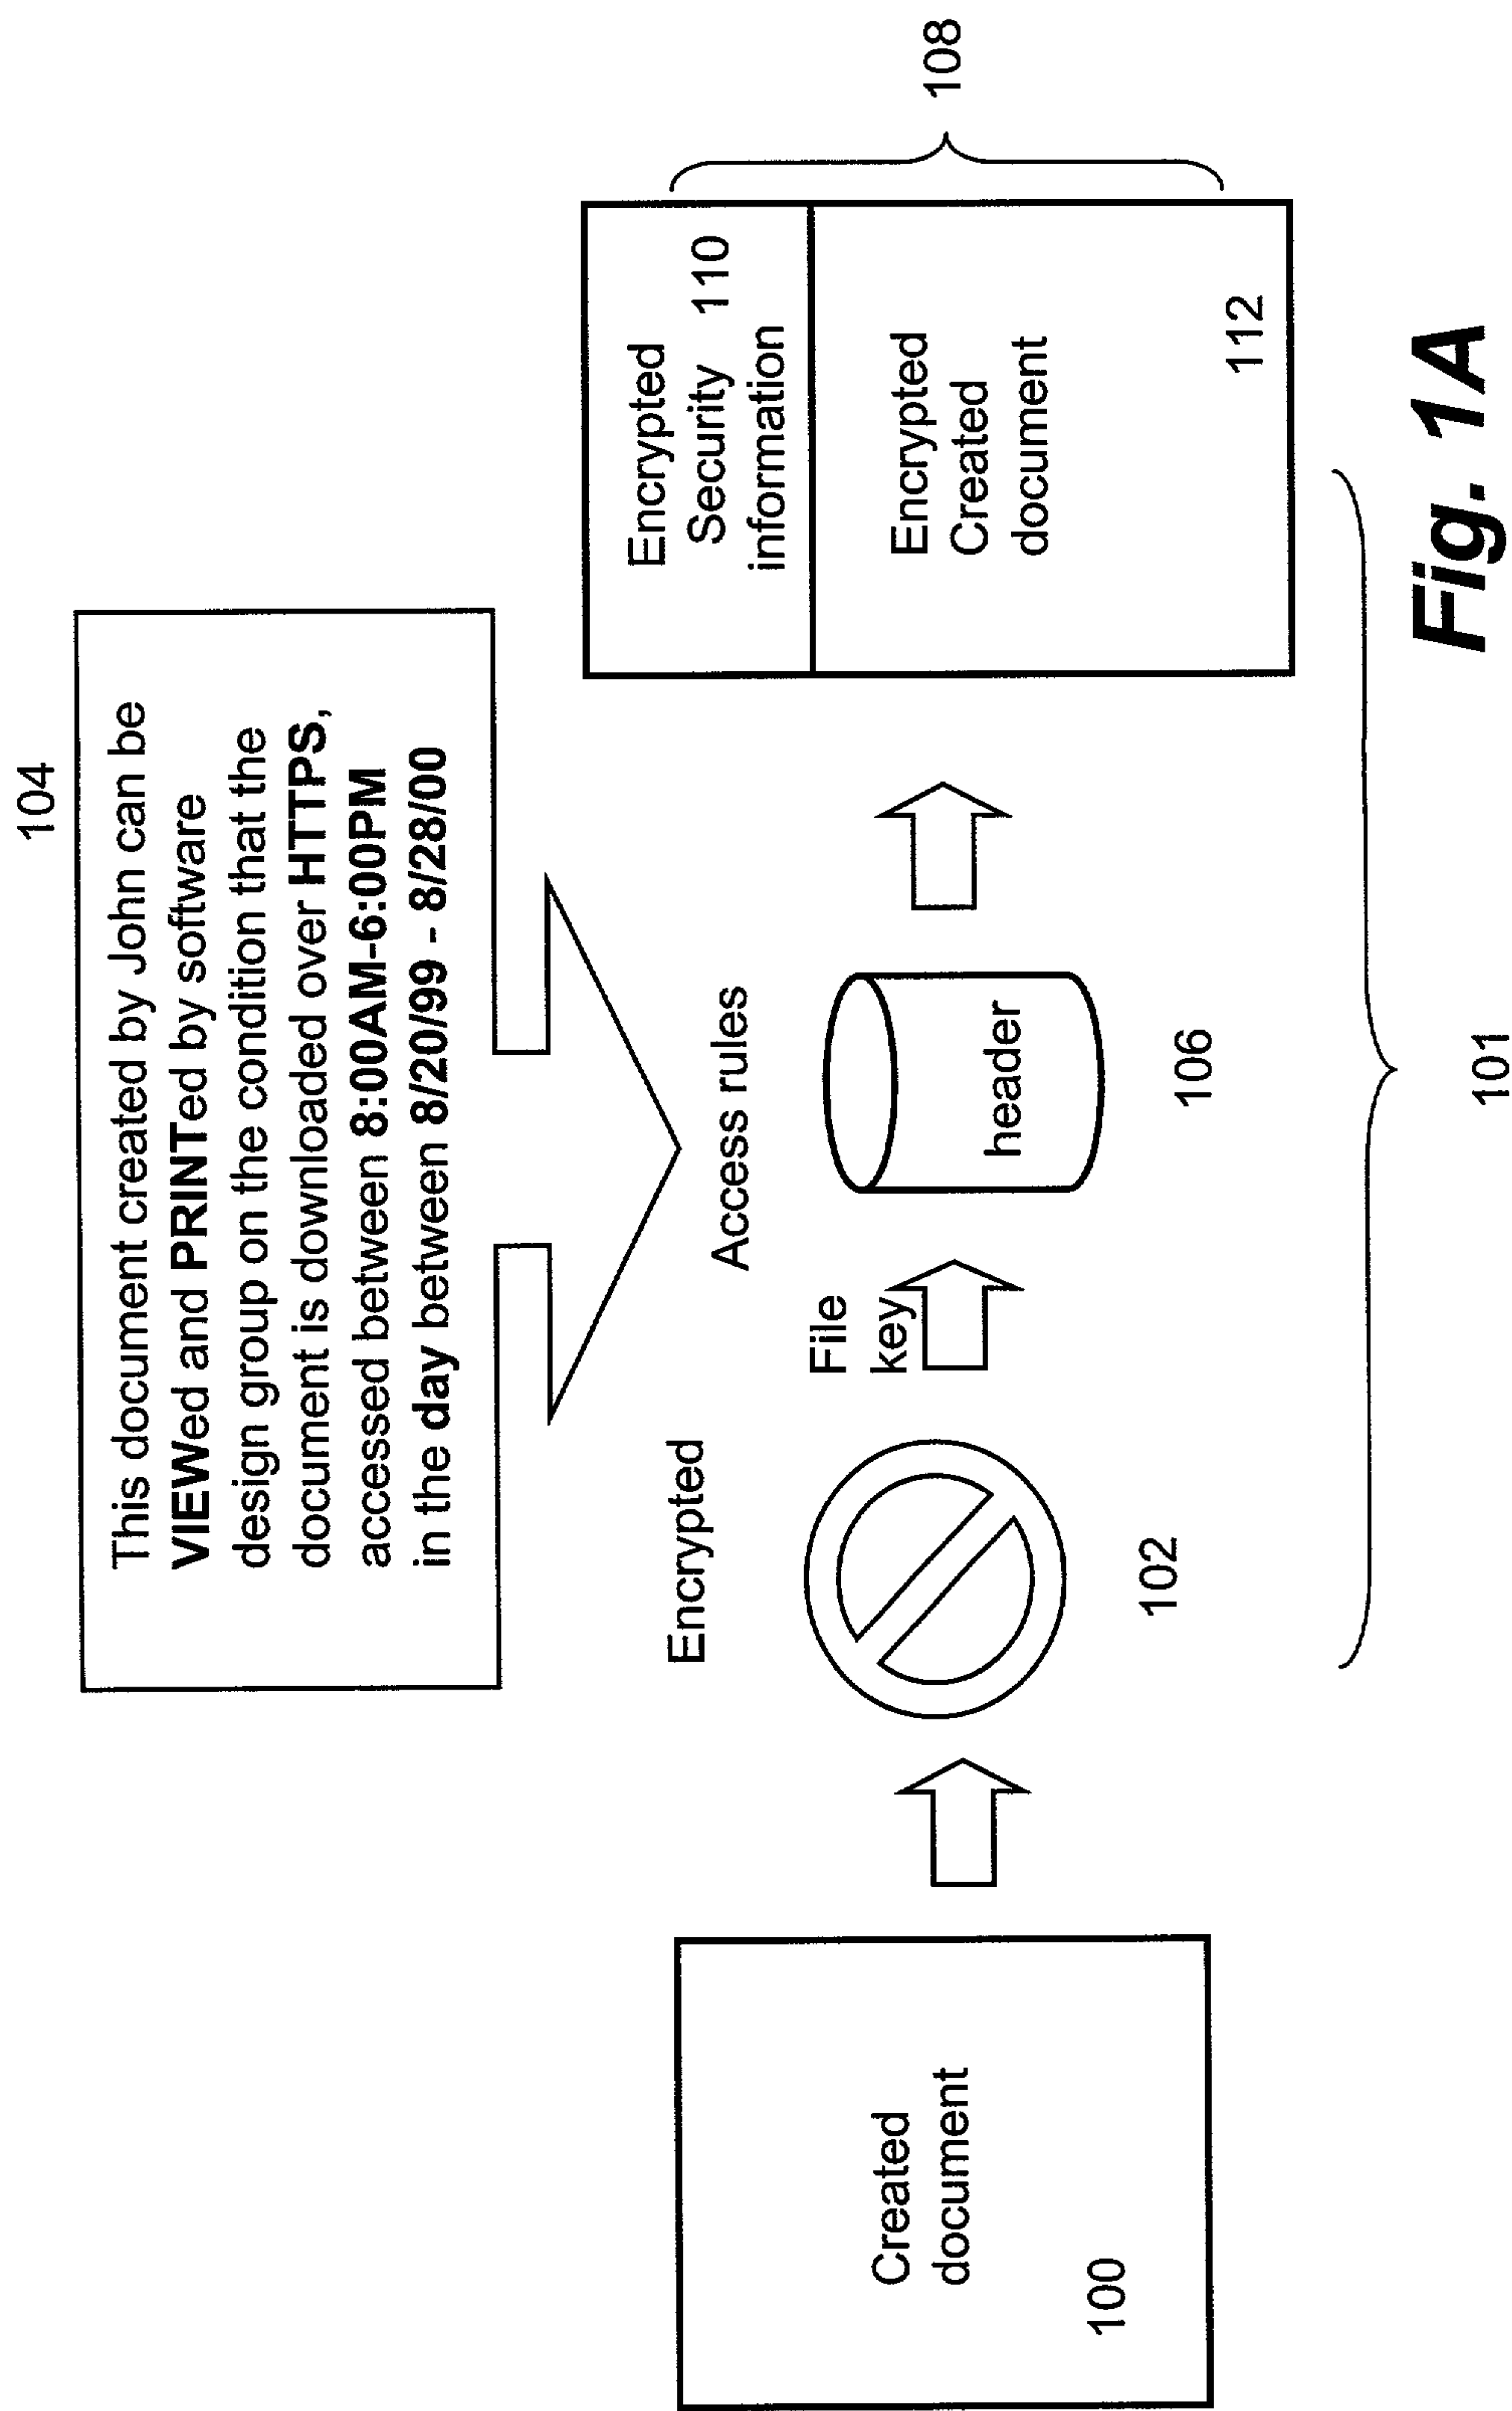 104
This document created by John can be
VIEWed and PRINTed by software
design group on the condition that the
document is downloaded over HTTPS,
accessed between 8:00AM-6:00PM
in the day between 8/20/99 - 8/28/00
Encrypted
Access rules
File
key
header
102
106
Created
document
100
Encrypted
Security 110
information
Encrypted
Created
document
112
108
101
Fig. 1A